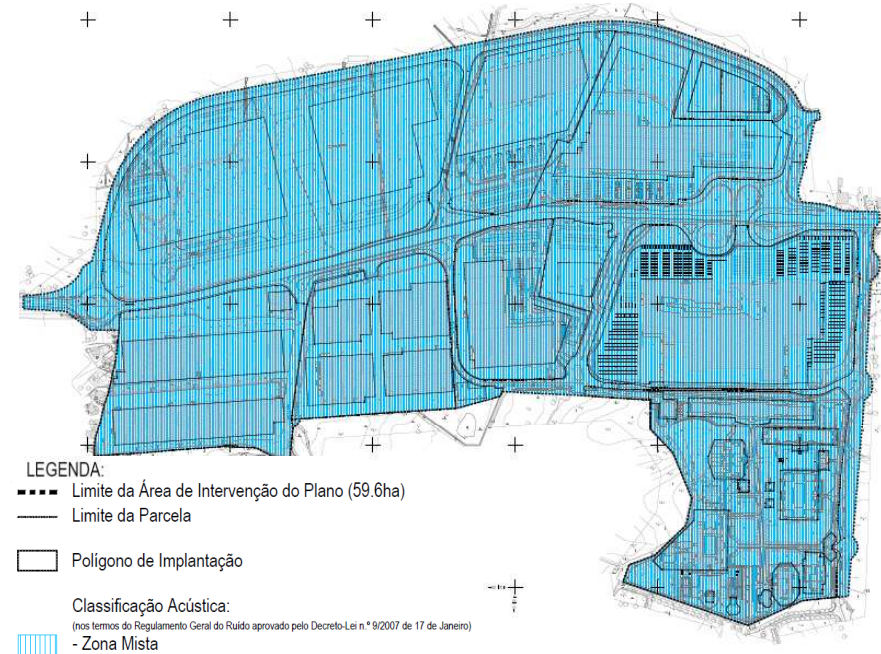 LEGENDA:
Limite da Área de Intervenção do Plano (59.6ha)
Limite da Parcela
Polígono de Implantação
Classificação Acústica:
(nos termos do Regulamento Geral do Ruído aprovado pelo Decreto-Lei n.º 9/2007 de 17 de Janeiro)
- Zona Mista